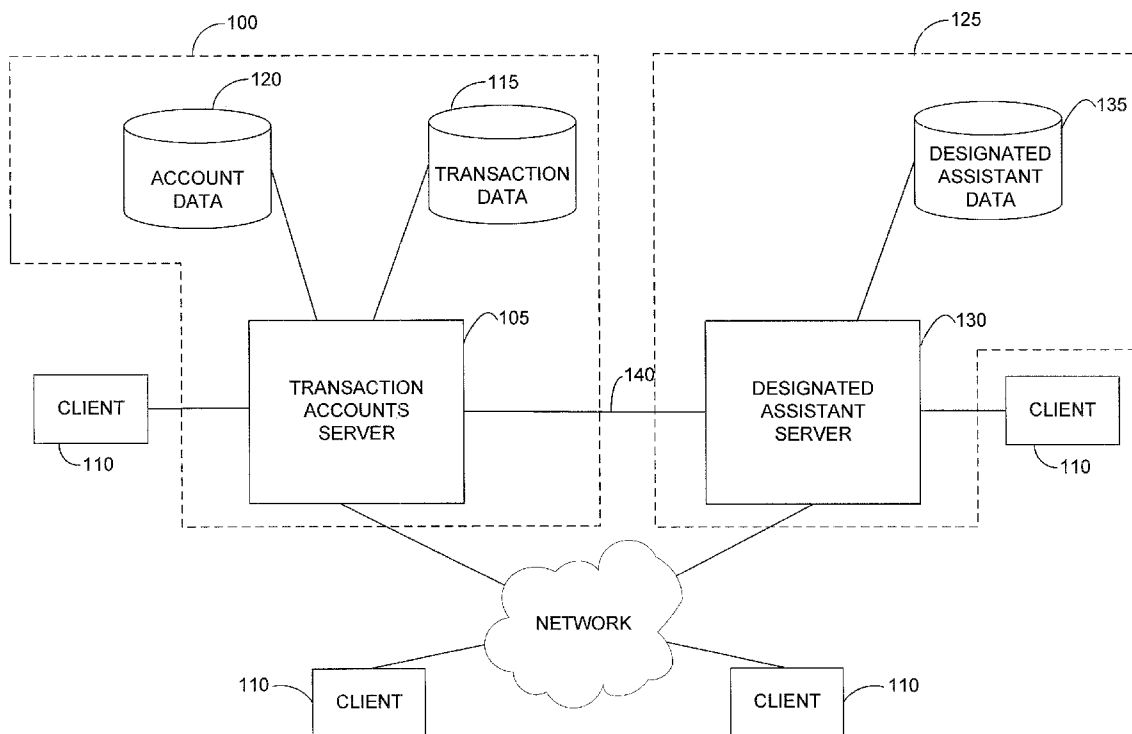 100
125
120
115
135
ACCOUNT
DATA
TRANSACTION
DATA
DESIGNATED
ASSISTANT
DATA
105
130
140
CLIENT
TRANSACTION
ACCOUNTS
SERVER
DESIGNATED
ASSISTANT
SERVER
CLIENT
110
110
NETWORK
110
CLIENT
CLIENT
110